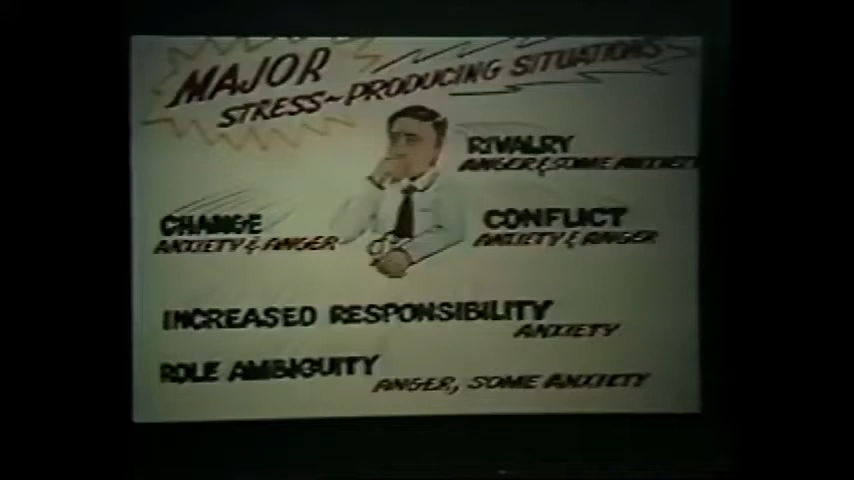 MAJOR
STRESS~PRODUCING SITUATIONS
RIVALRY
ANGER & SOME ANXIETY
CHANGE
ANXIETY & ANGER
CONFLICT
ANXIETY & ANGER
INCREASED RESPONSIBILITY
ANXIETY
ROLE AMBIGUITY
ANGER, SOME ANXIETY